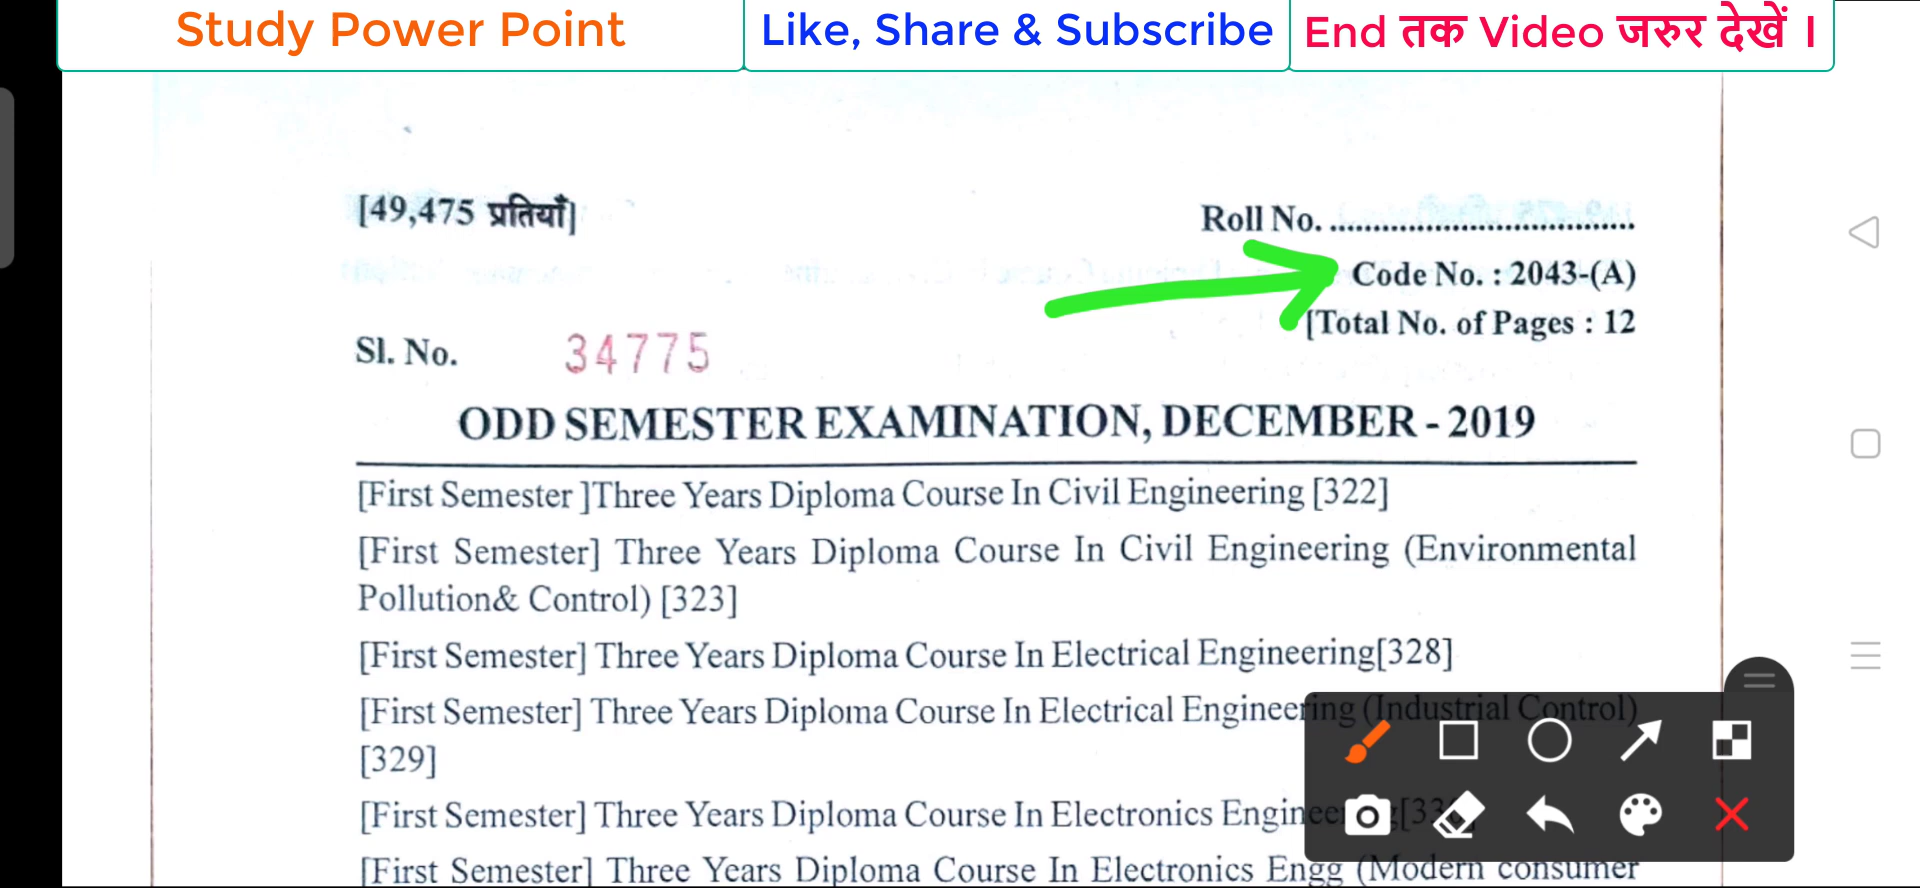 Study Power Point
Like, Share & Subscribe
End तक Video जरुर देखें ।
[49,475 प्रतियाँ]
Roll No. ....................................
Code No. : 2043-(A)
[Total No. of Pages : 12
Sl. No. 34775
ODD SEMESTER EXAMINATION, DECEMBER - 2019
[First Semester ]Three Years Diploma Course In Civil Engineering [322]
[First Semester] Three Years Diploma Course In Civil Engineering (Environmental
Pollution& Control) [323]
[First Semester] Three Years Diploma Course In Electrical Engineering[328]
[First Semester] Three Years Diploma Course In Electrical Engineering (Industrial Control)
[329]
[First Semester] Three Years Diploma Course In Electronics
[First Semester] Three Years Diploma Course In Electronics Engg (Modern consumer